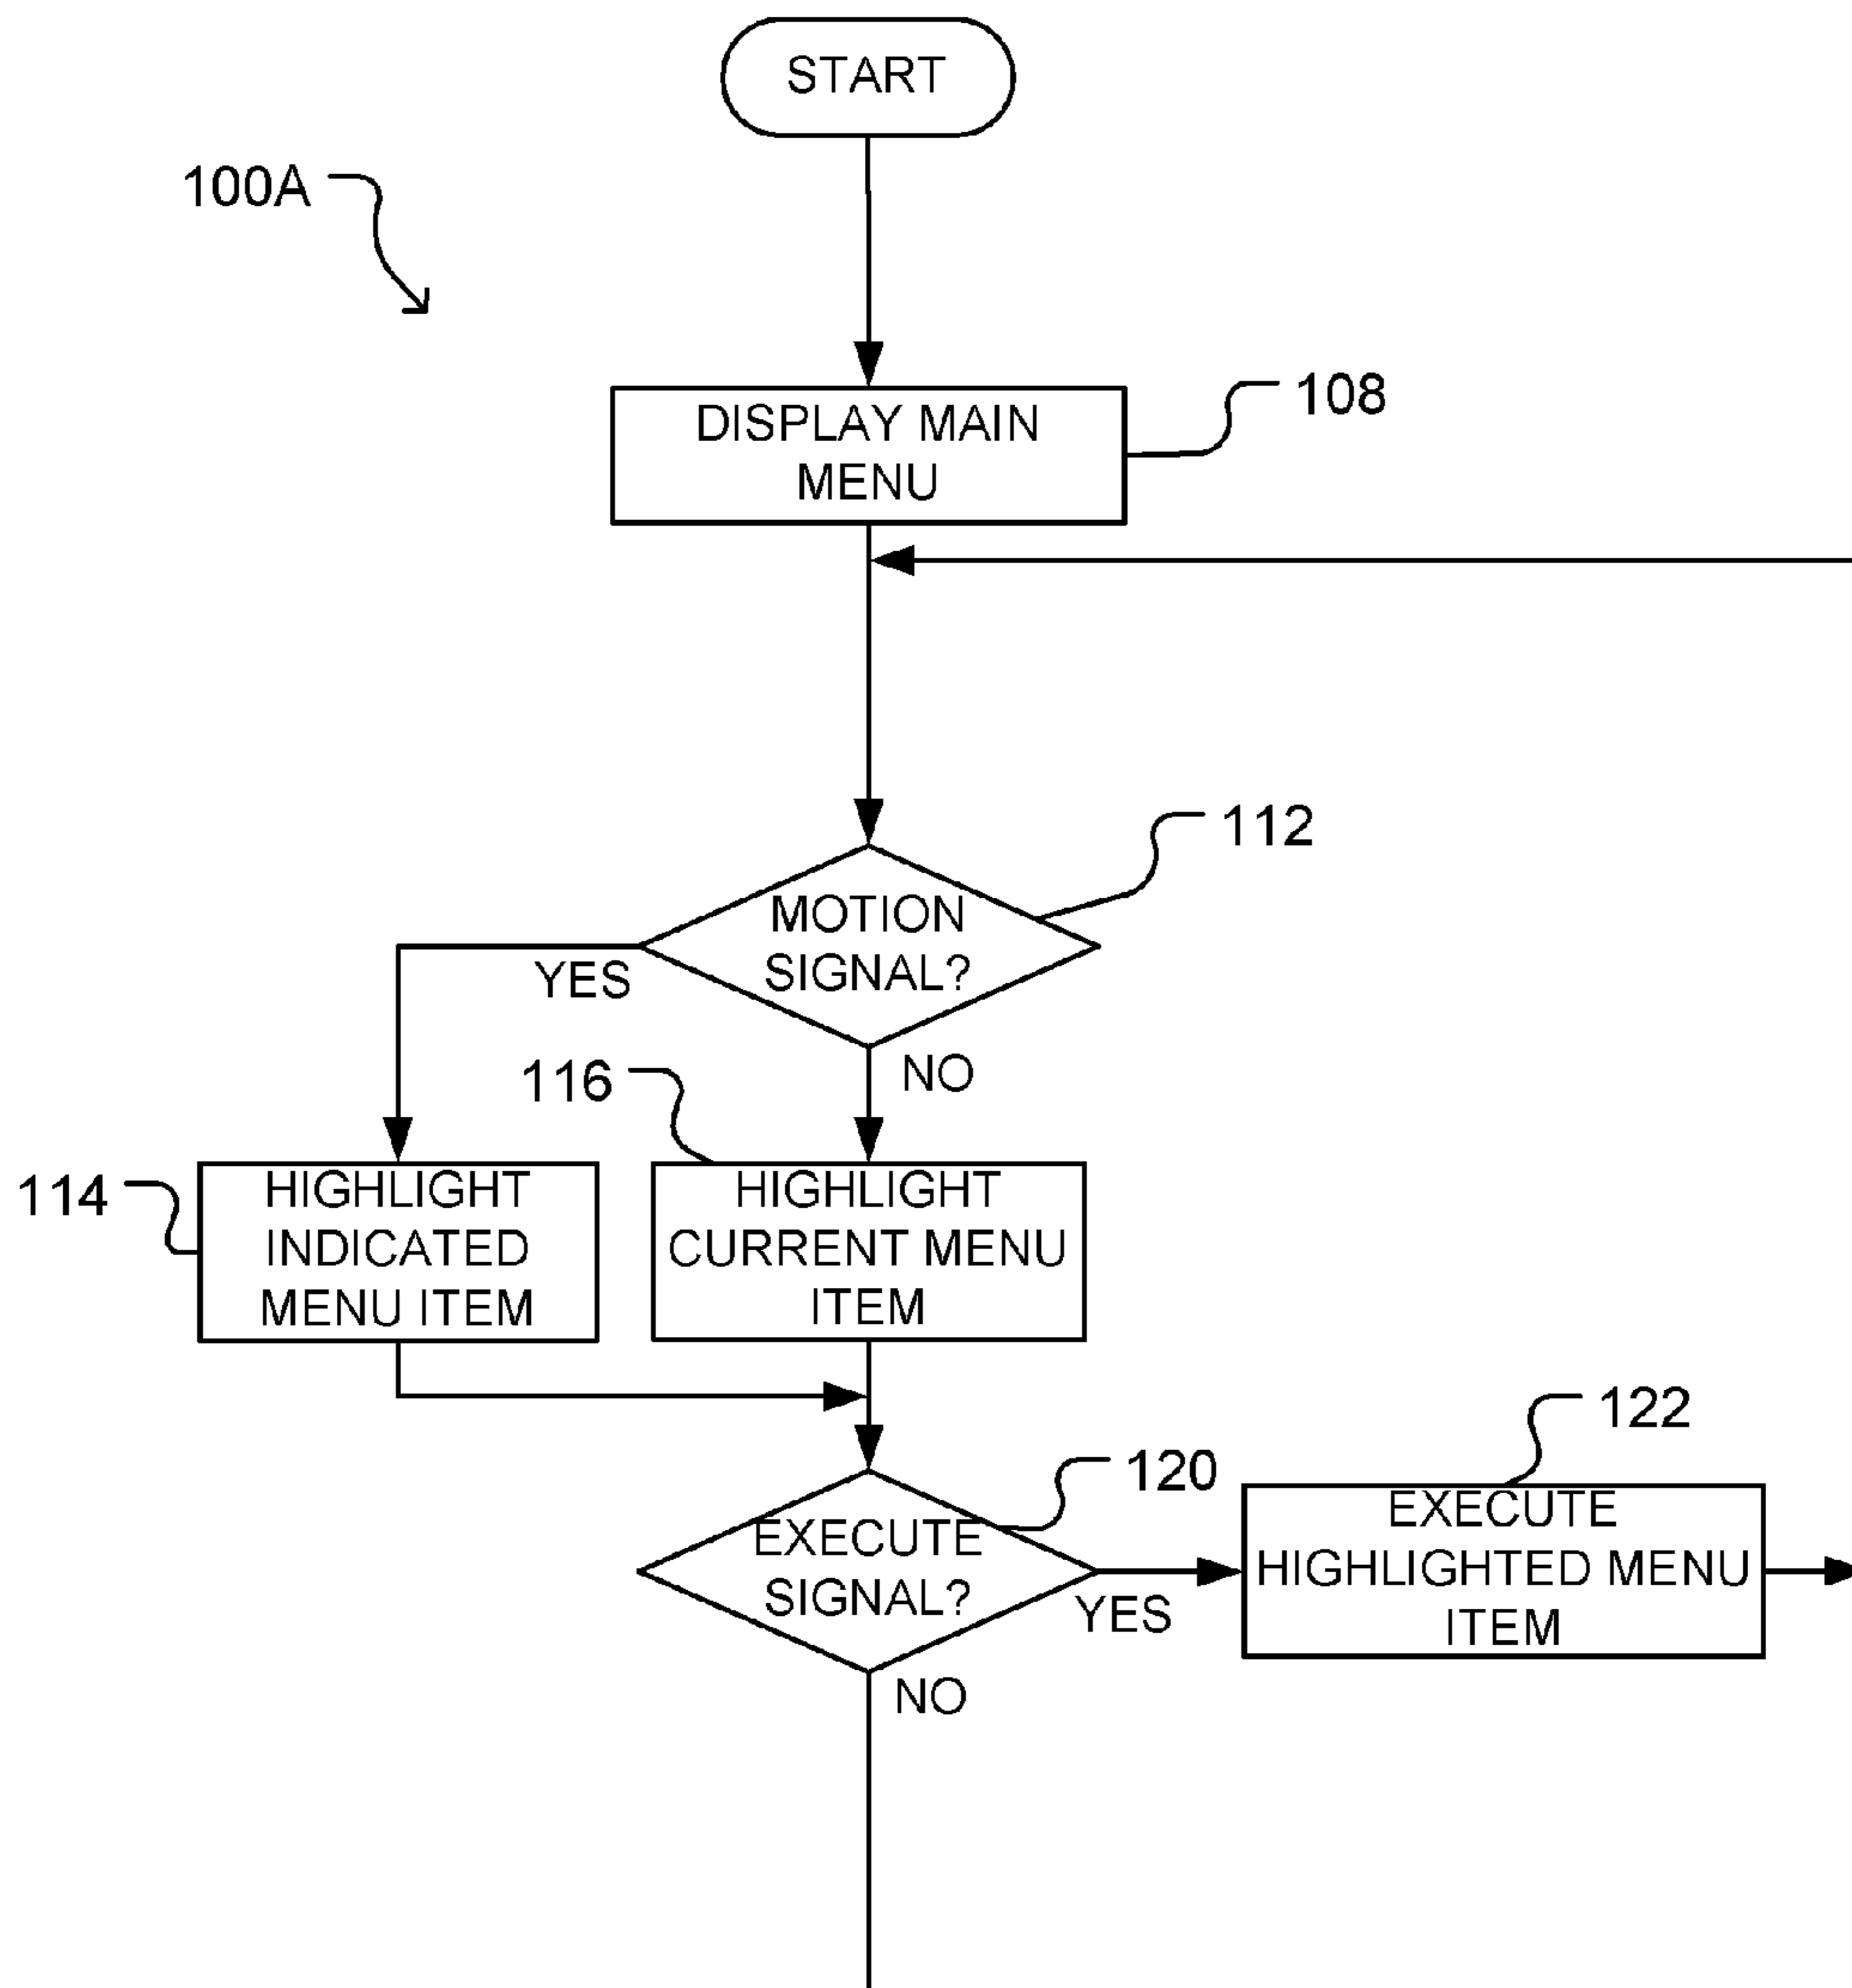 START
100A
DISPLAY MAIN
MENU
108
MOTION
SIGNAL?
112
YES
NO
116
114
HIGHLIGHT
INDICATED
MENU ITEM
HIGHLIGHT
CURRENT MENU
ITEM
EXECUTE
SIGNAL?
120
YES
NO
122
EXECUTE
HIGHLIGHTED MENU
ITEM